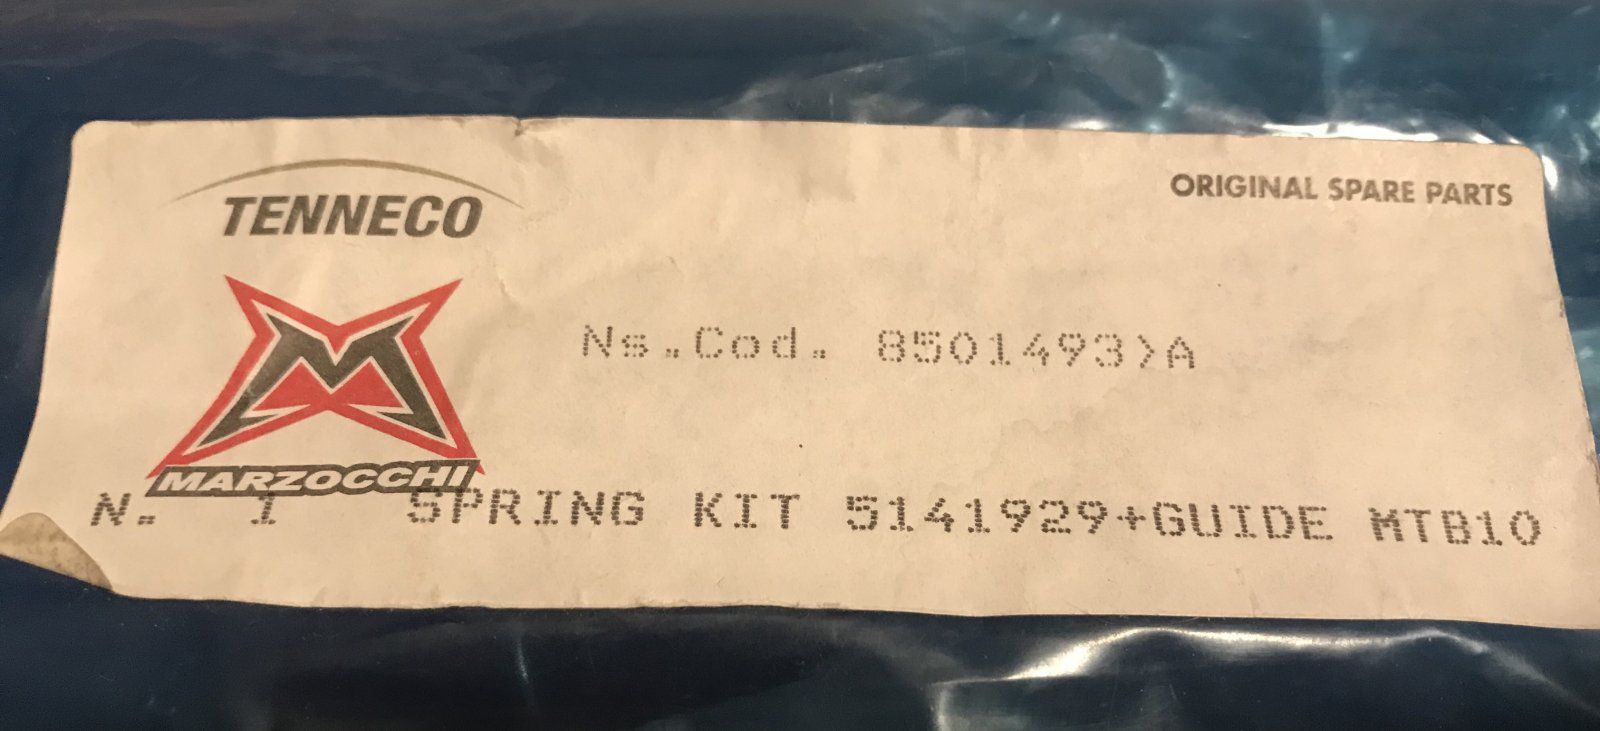 TENNECO
ORIGINAL SPARE PARTS
Ns.Cod. 8501493>A
MARZOCCHI
N. 1 SPRING KIT 5141929+GUIDE MTB10